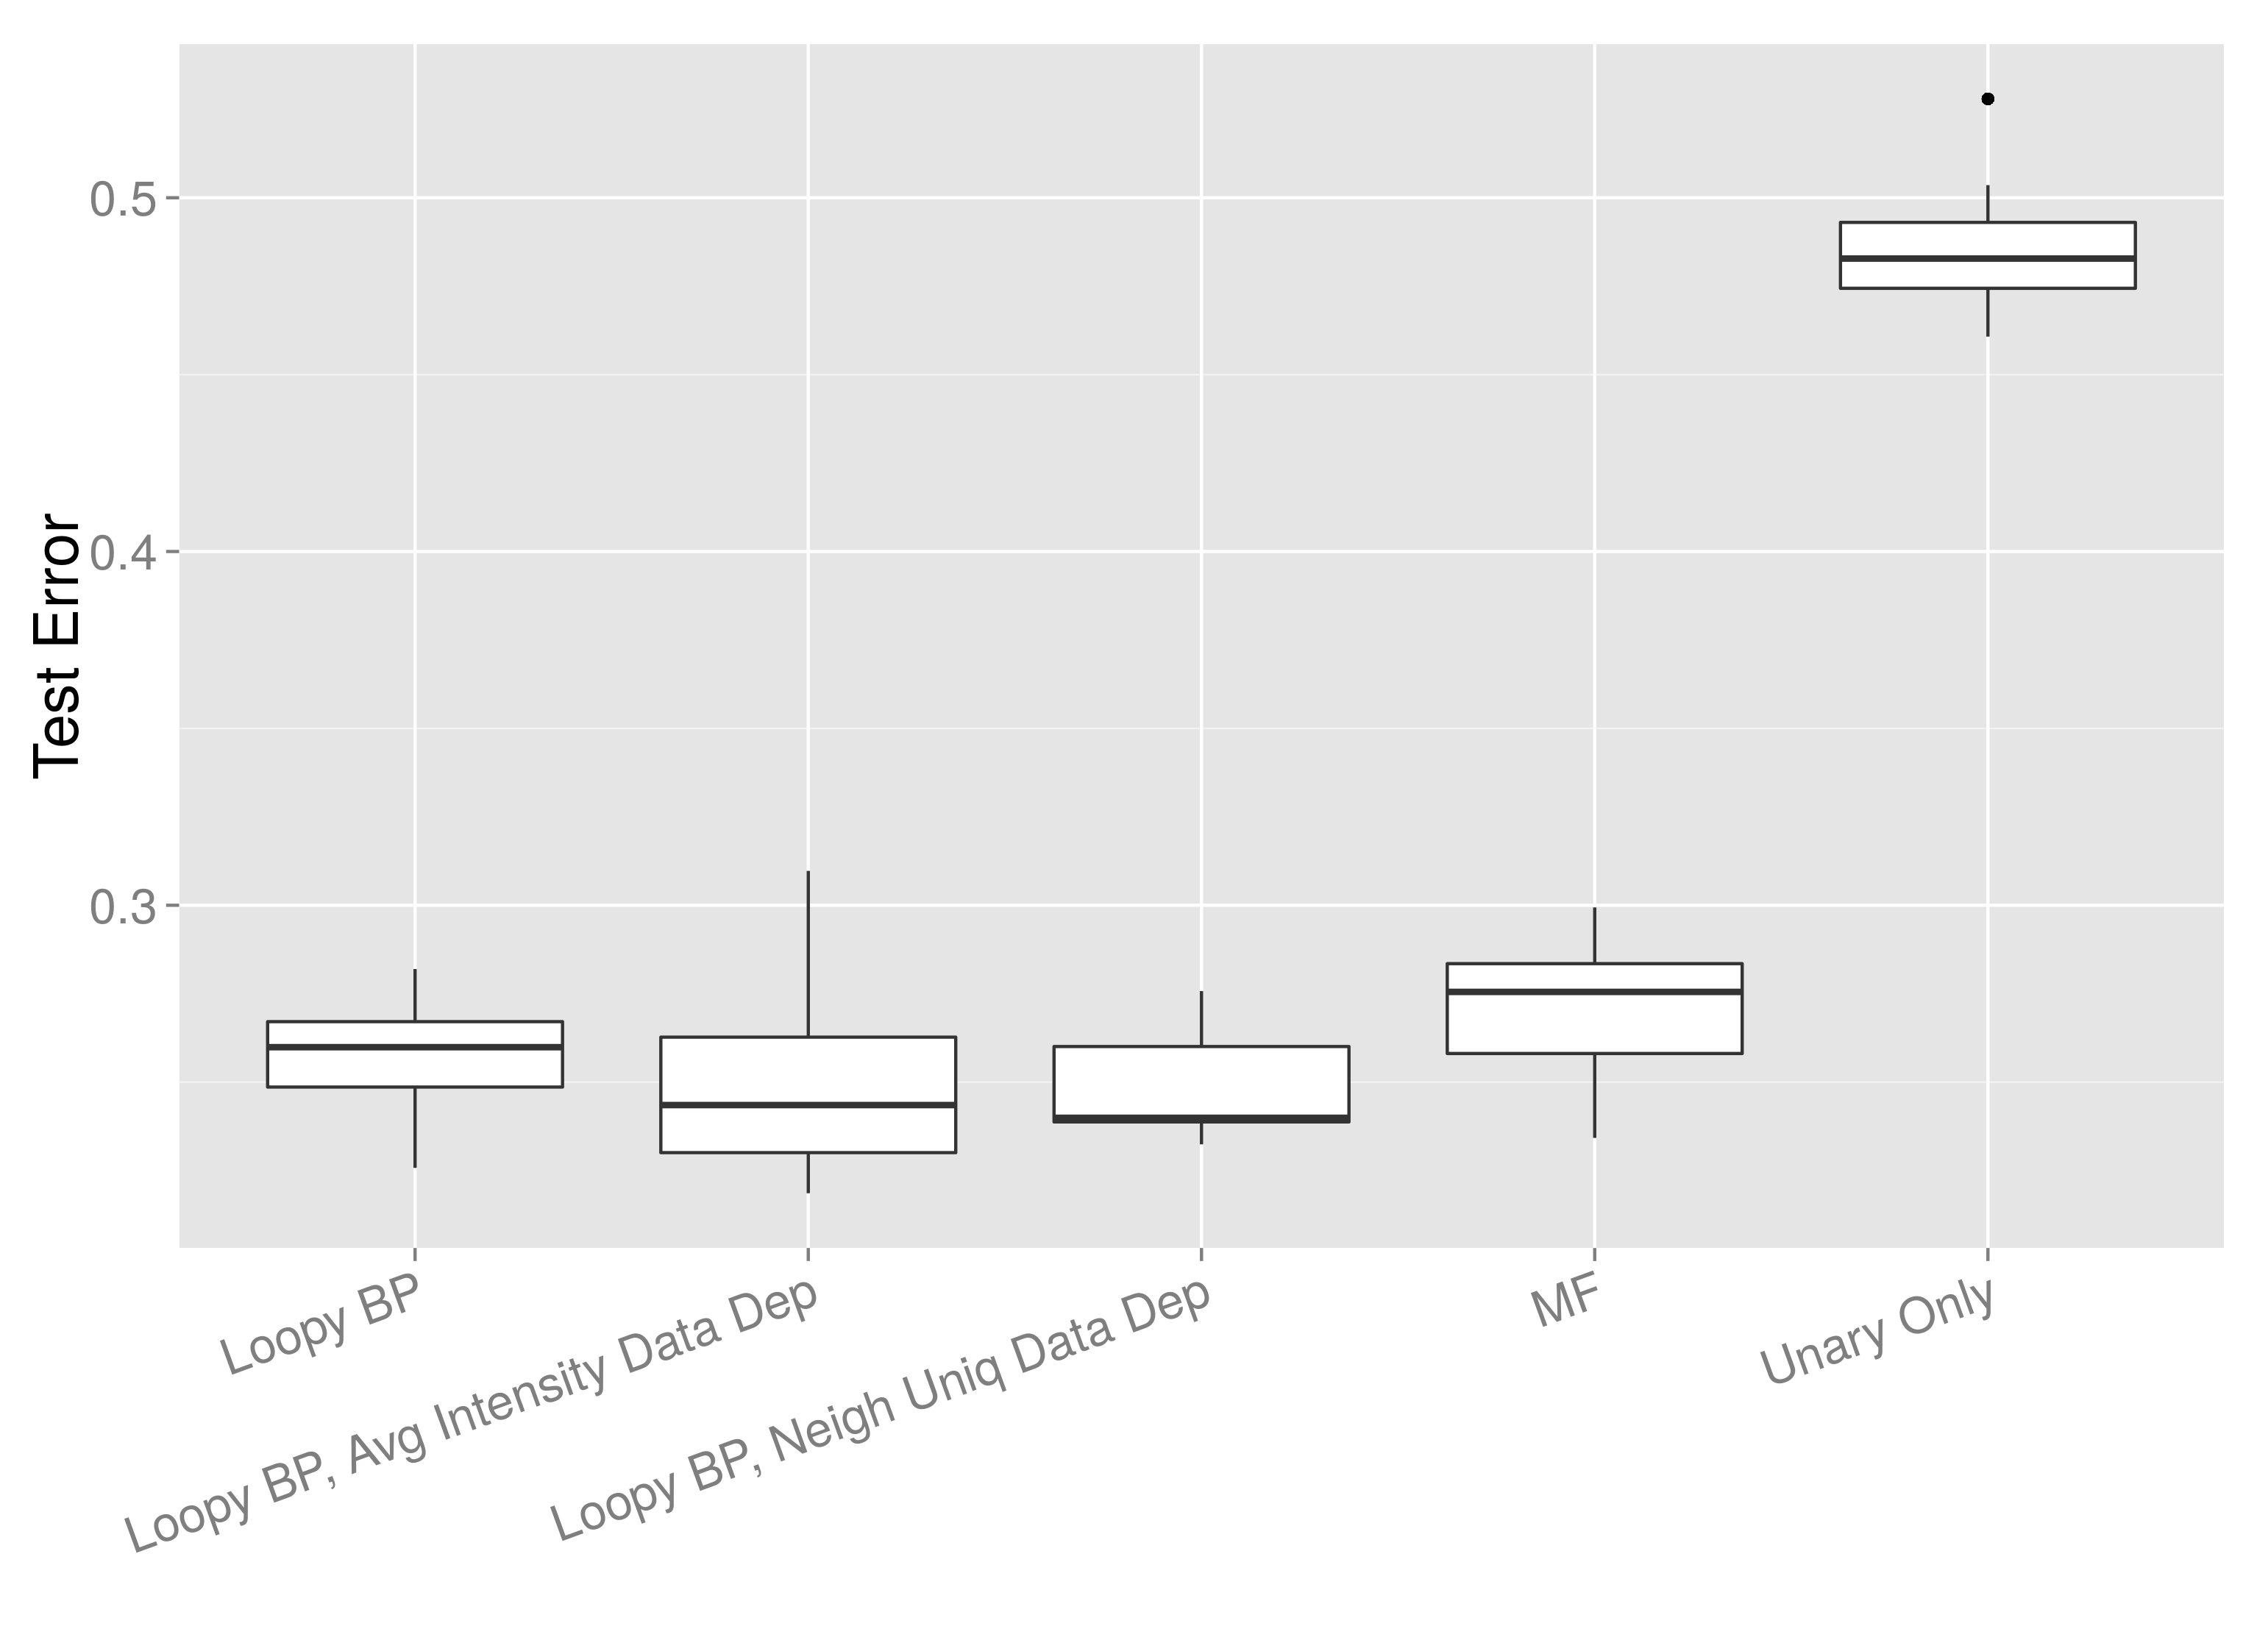 Test Error
0.5
0.4
0.3
Loopy BP
Loopy BP, Avg Intensity Data Dep
Loopy BP, Neigh Uniq Data Dep
MF
Unary Only